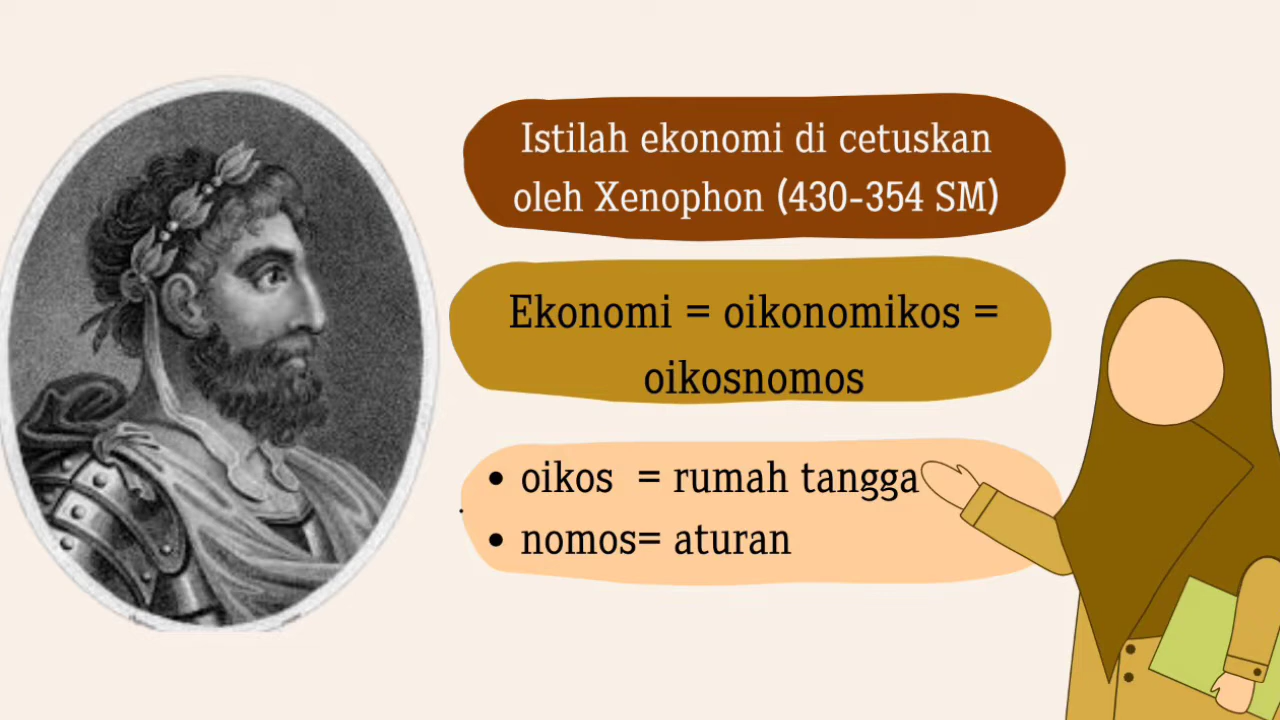 Istilah ekonomi di cetuskan
oleh Xenophon (430-354 SM)
Ekonomi = oikonomikos =
oikosnomos
• oikos = rumah tangga
• nomos= aturan